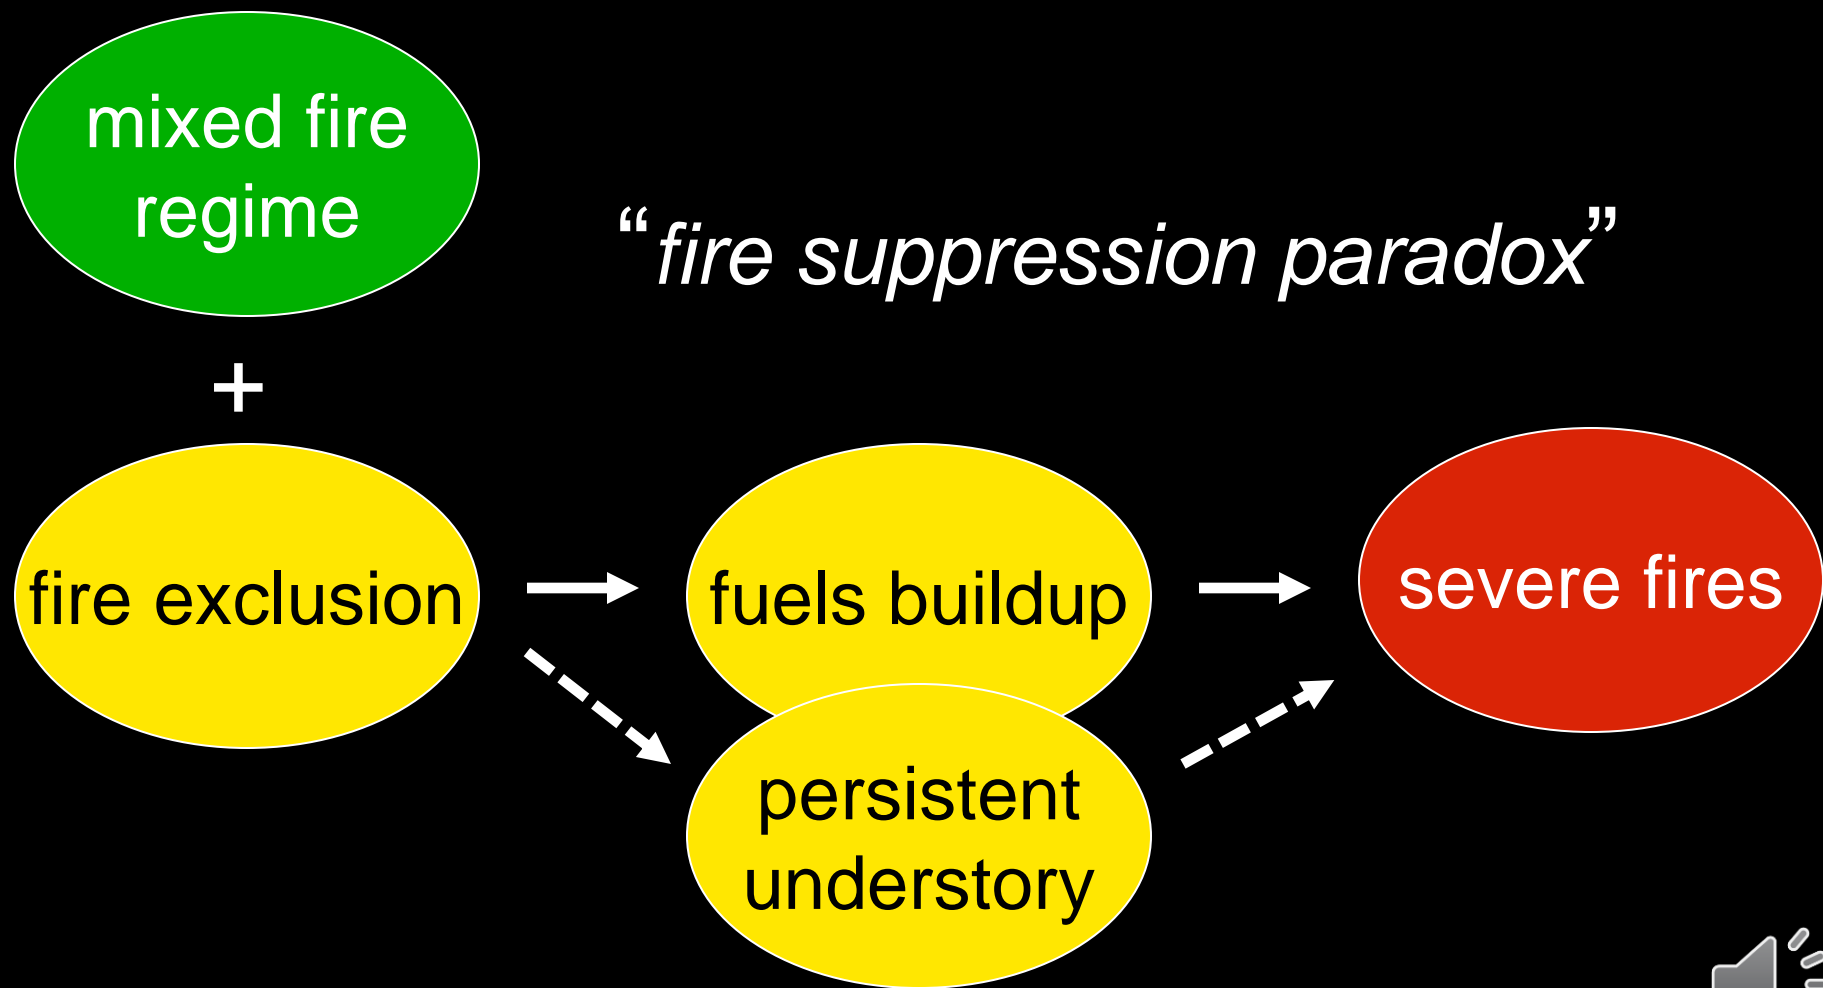 mixed fire
regime
“fire suppression paradox”
+
fire exclusion
fuels buildup
severe fires
persistent
understory